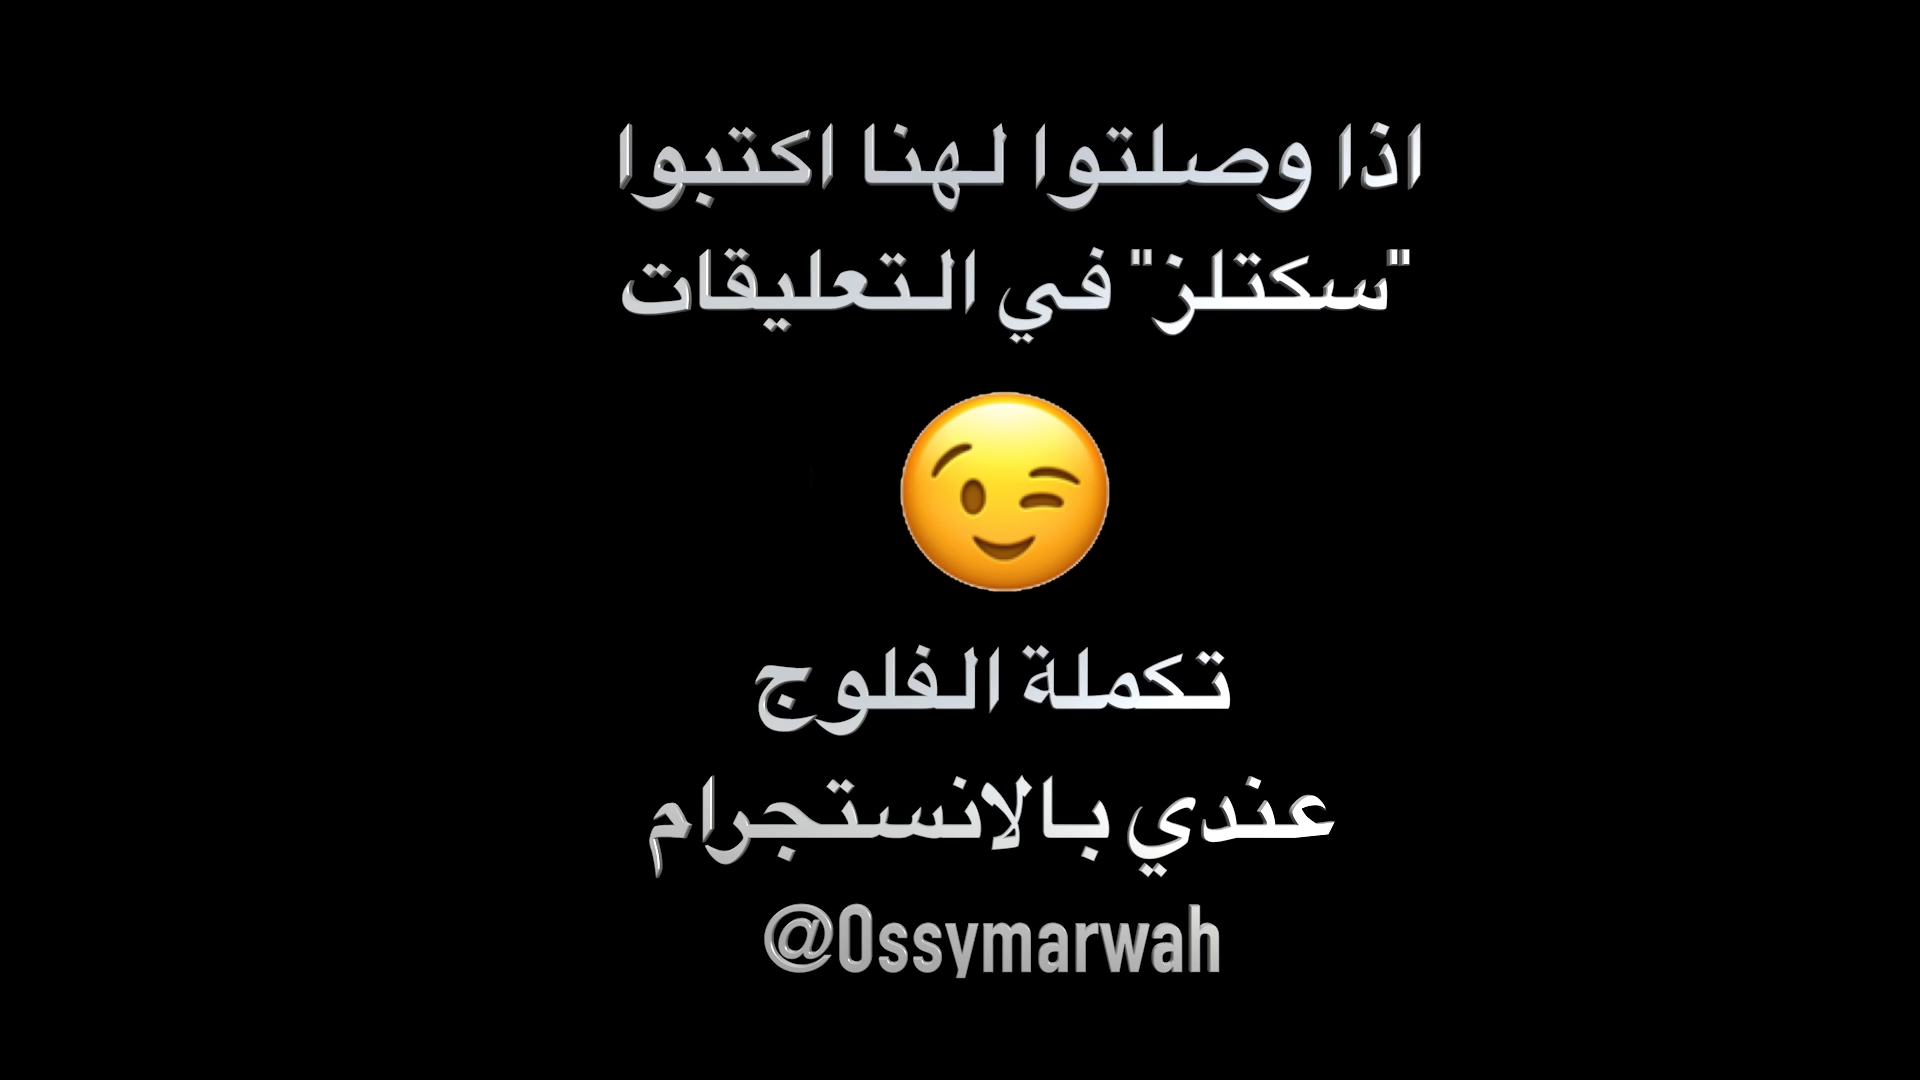 اذا وصلتوا لهنا اكتبوا
"سكتلز" في التعليقات
تكملة الفلوج
عندي بالانستجرام
@Ossymarwah